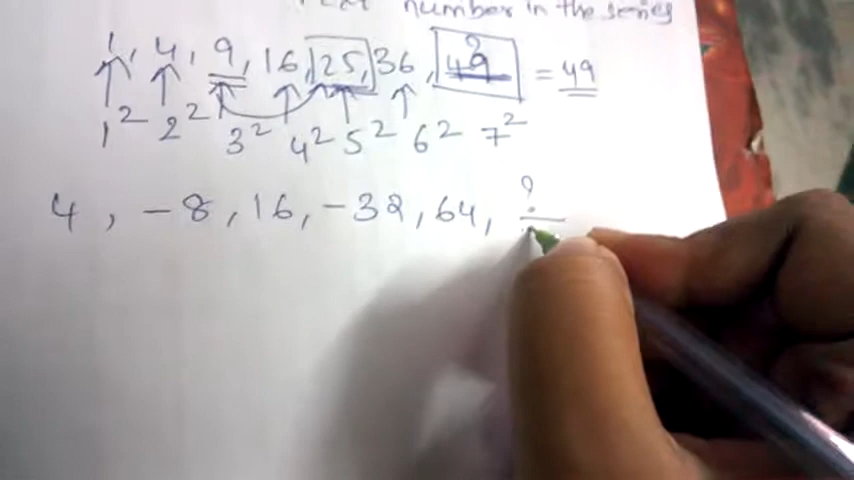 number in the series
1, 4, 9, 16, 25, 36, 49 ? = 49
1² 2² 3² 4² 5² 6² 7²
4, -8, 16, -32, 64, ?